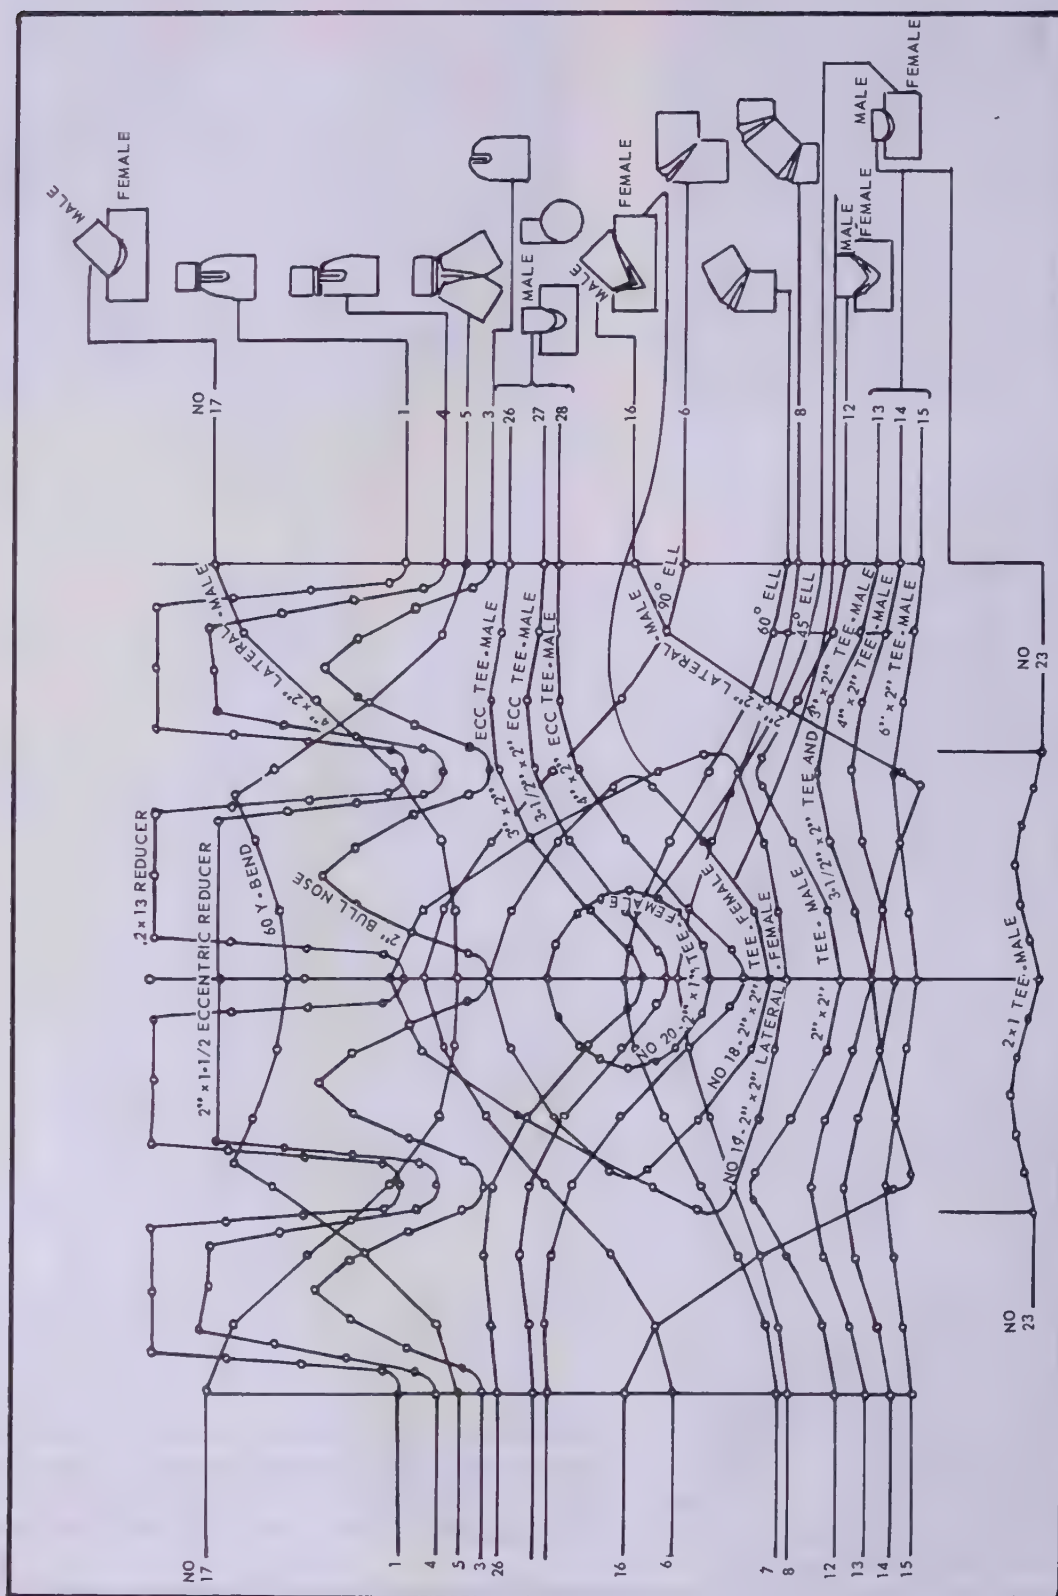 MALE
FEMALE
NO
17
1
4
5
3
26
27
28
MALE
MALE
FEMALE
16
6
8
MALE
FEMALE
12
13
14
15
MALE
FEMALE
NO
23
.2 x 13 REDUCER
2" x 1-1/2 ECCENTRIC REDUCER
60 Y-BEND
2" BULL NOSE
4" x 2" LATERAL-MALE
3" x 2" ECC TEE-MALE
3-1/2" x 2" ECC TEE-MALE
4" x 2" ECC TEE-MALE
2" x 2" LATERAL-MALE
90° ELL
60° ELL
45° ELL
NO 20-2" x 1" TEE-FEMALE
FEMALES
NO 18-2" x 2" TEE-FEMALE
NO 19-2" x 2" LATERAL-FEMALE
2" x 2" TEE-MALE
3-1/2" x 2" TEE AND 3" x 2" TEE-MALE
4" x 2" TEE-MALE
6" x 2" TEE-MALE
2 x 1 TEE-MALE
NO
17
1
4
5
3
26
16
6
7
8
12
13
14
15
NO
23